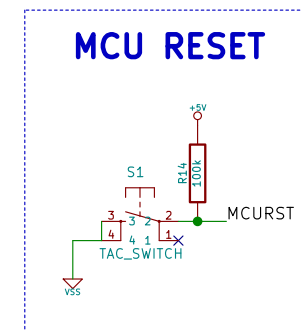 MCU RESET
+5V
R14
100k
S1
MCURST
3 3 2 2
4 4 1 1
TAC_SWITCH
VSS